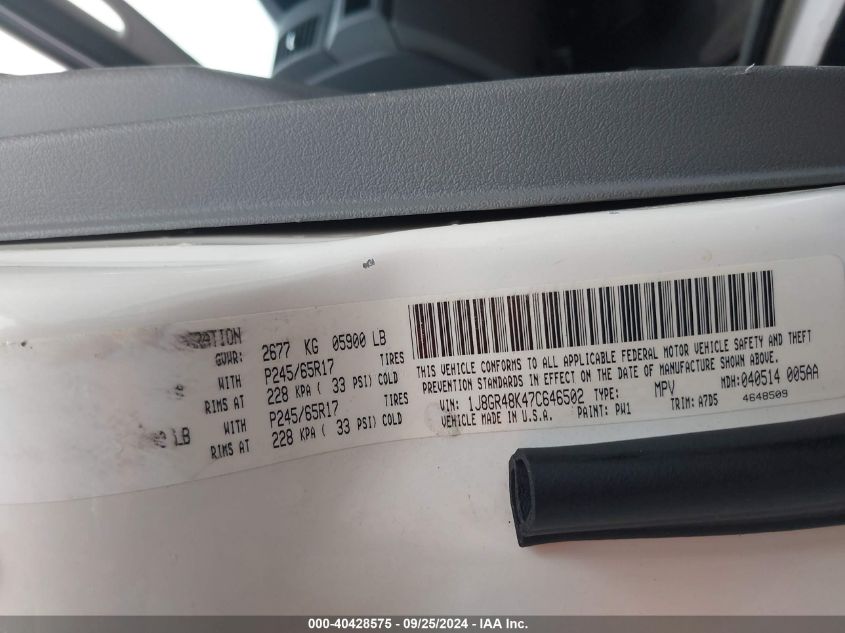 GVWR: 2677 KG 05900 LB
WITH P245/65R17 TIRES
RIMS AT 228 KPA ( 33 PSI) COLD
LB WITH P245/65R17 TIRES
RIMS AT 228 KPA ( 33 PSI) COLD
THIS VEHICLE CONFORMS TO ALL APPLICABLE FEDERAL MOTOR VEHICLE SAFETY AND THEFT
PREVENTION STANDARDS IN EFFECT ON THE DATE OF MANUFACTURE SHOWN ABOVE.
VIN: 1J8GR48K47C646502 TYPE: MPV MDH:040514 005AA
VEHICLE MADE IN U.S.A. PAINT: PW1 TRIM: A7D5 4648509
000-40428575 - 09/25/2024 - IAA Inc.